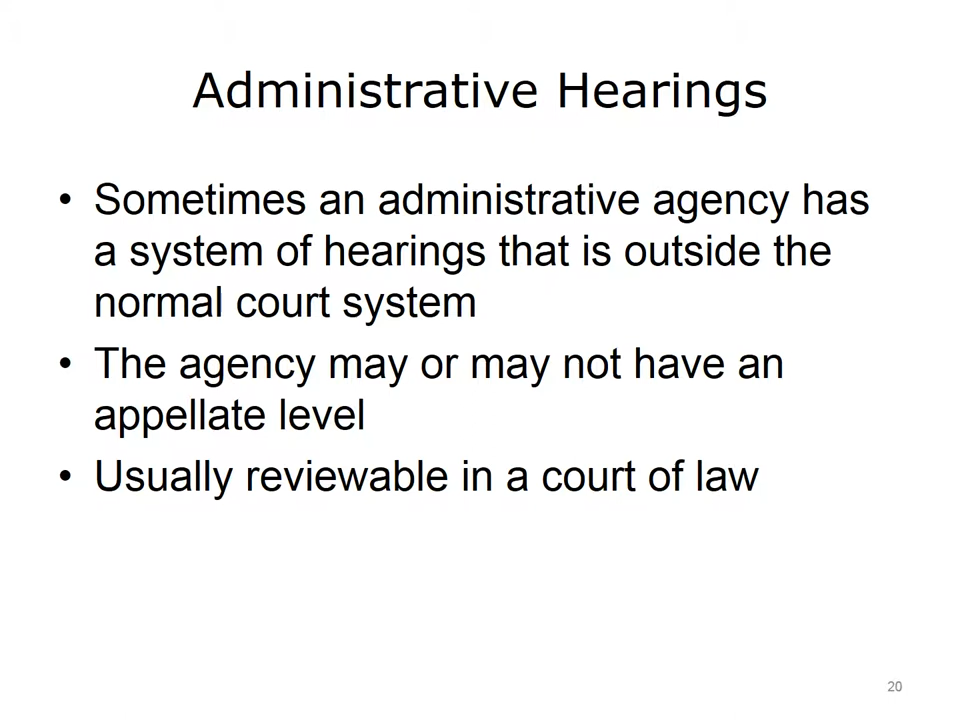 Administrative Hearings
• Sometimes an administrative agency has
a system of hearings that is outside the
normal court system
• The agency may or may not have an
appellate level
• Usually reviewable in a court of law
20